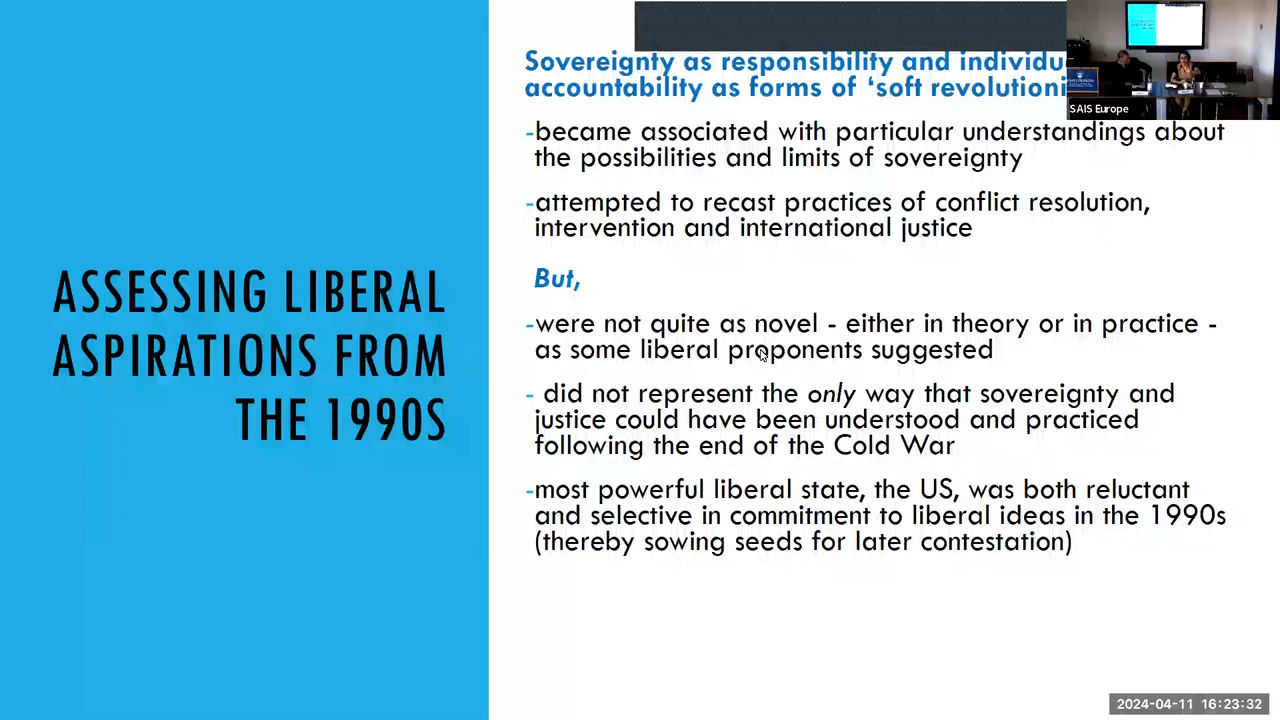 ASSESSING LIBERAL
ASPIRATIONS FROM
THE 1990S
Sovereignty as responsibility and
accountability as forms of ‘soft
-became associated with particular understandings about
the possibilities and limits of sovereignty
-attempted to recast practices of conflict resolution,
intervention and international justice
But,
-were not quite as novel - either in theory or in practice -
as some liberal proponents suggested
- did not represent the only way that sovereignty and
justice could have been understood and practiced
following the end of the Cold War
-most powerful liberal state, the US, was both reluctant
and selective in commitment to liberal ideas in the 1990s
(thereby sowing seeds for later contestation)
SAIS Europe
2024-04-11 16:23:32